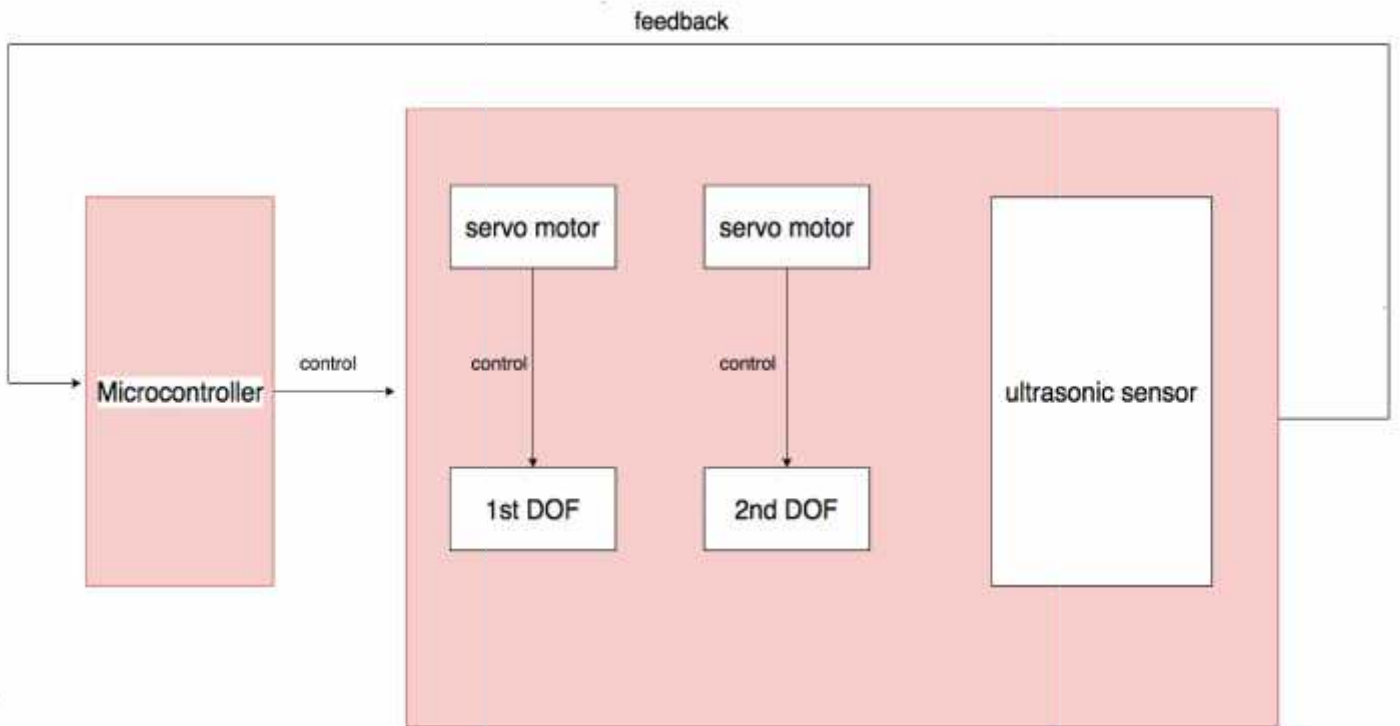 feedback
servo motor
servo motor
control
control
control
Microcontroller
ultrasonic sensor
1st DOF
2nd DOF